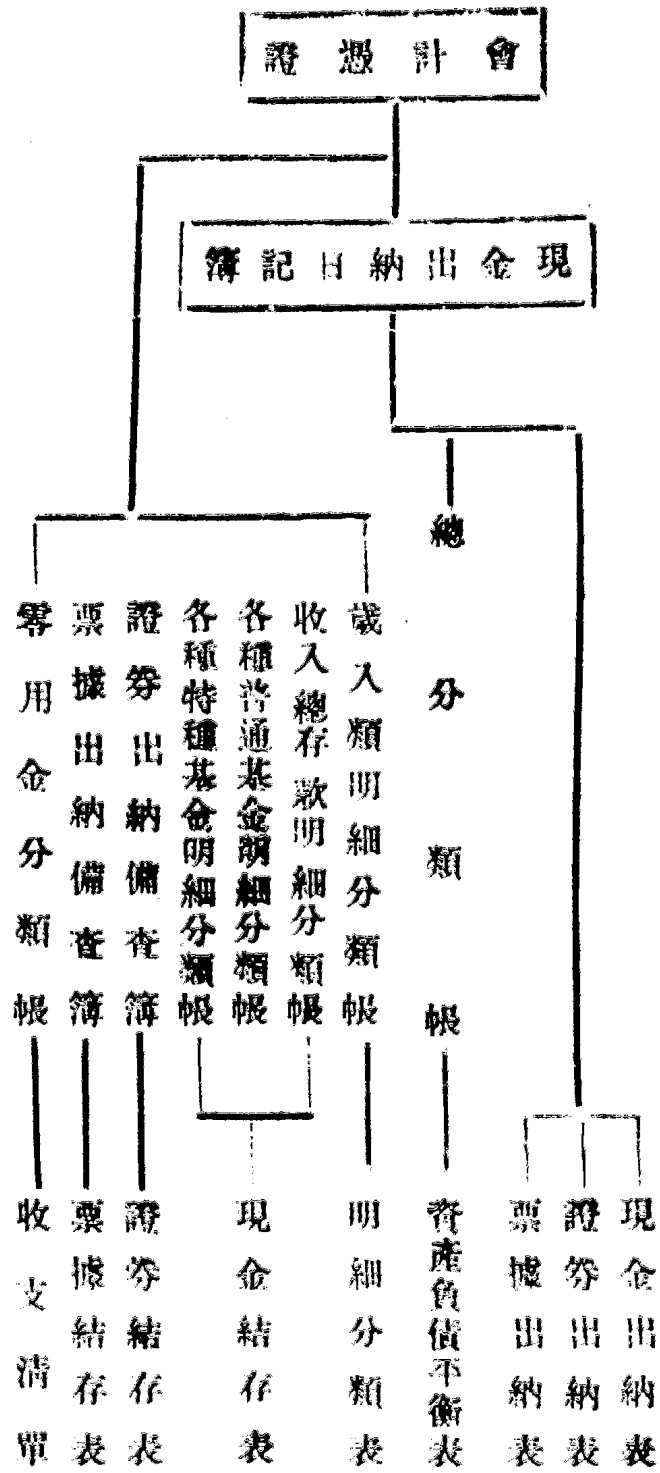 會計憑證
現金出納日記簿
總分類帳
歲入類明細分類帳
收入總存款明細分類帳
各種普通基金明細分類帳
各種特種基金明細分類帳
證券出納備查簿
票據出納備查簿
零用金分類帳
現金出納表
證券出納表
票據出納表
資產負債平衡表
明細分類表
現金結存表
證券結存表
票據結存表
收支清單